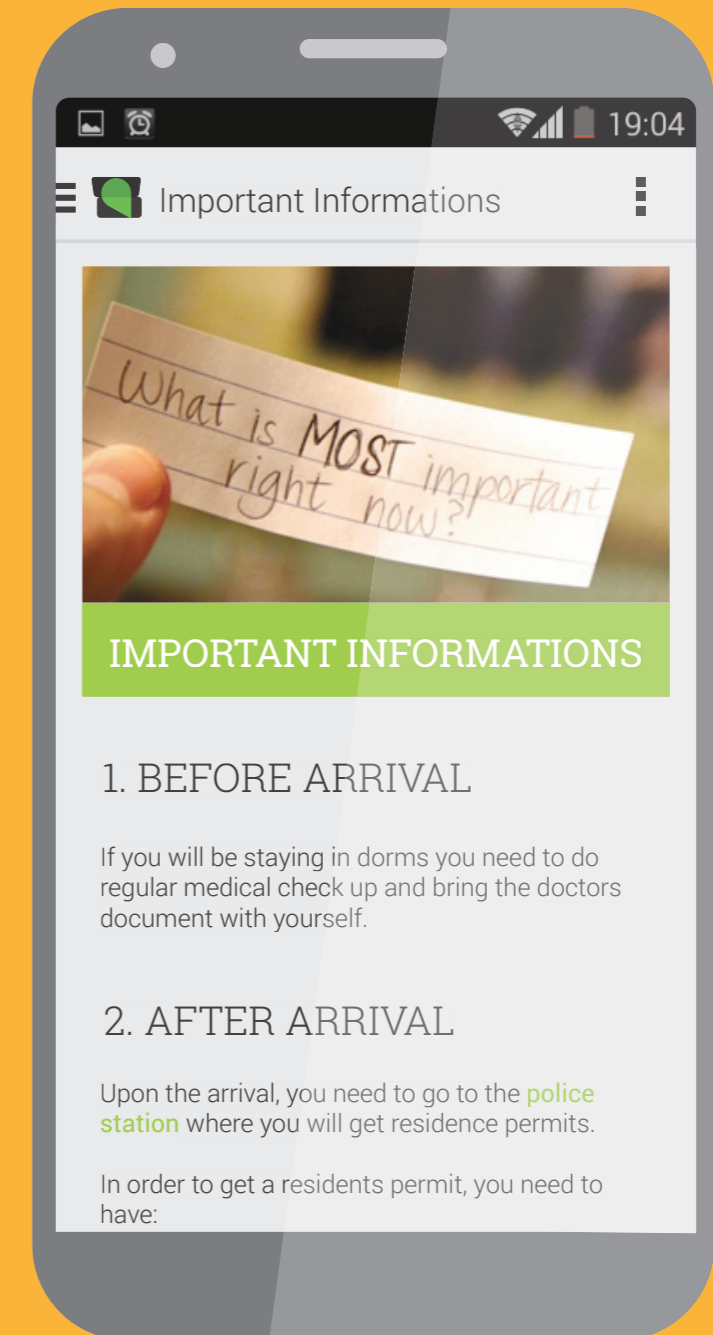 19:04
Important Informations
What is MOST important
right now?
IMPORTANT INFORMATIONS
1. BEFORE ARRIVAL
If you will be staying in dorms you need to do
regular medical check up and bring the doctors
document with yourself.
2. AFTER ARRIVAL
Upon the arrival, you need to go to the police
station where you will get residence permits.
In order to get a residents permit, you need to
have: